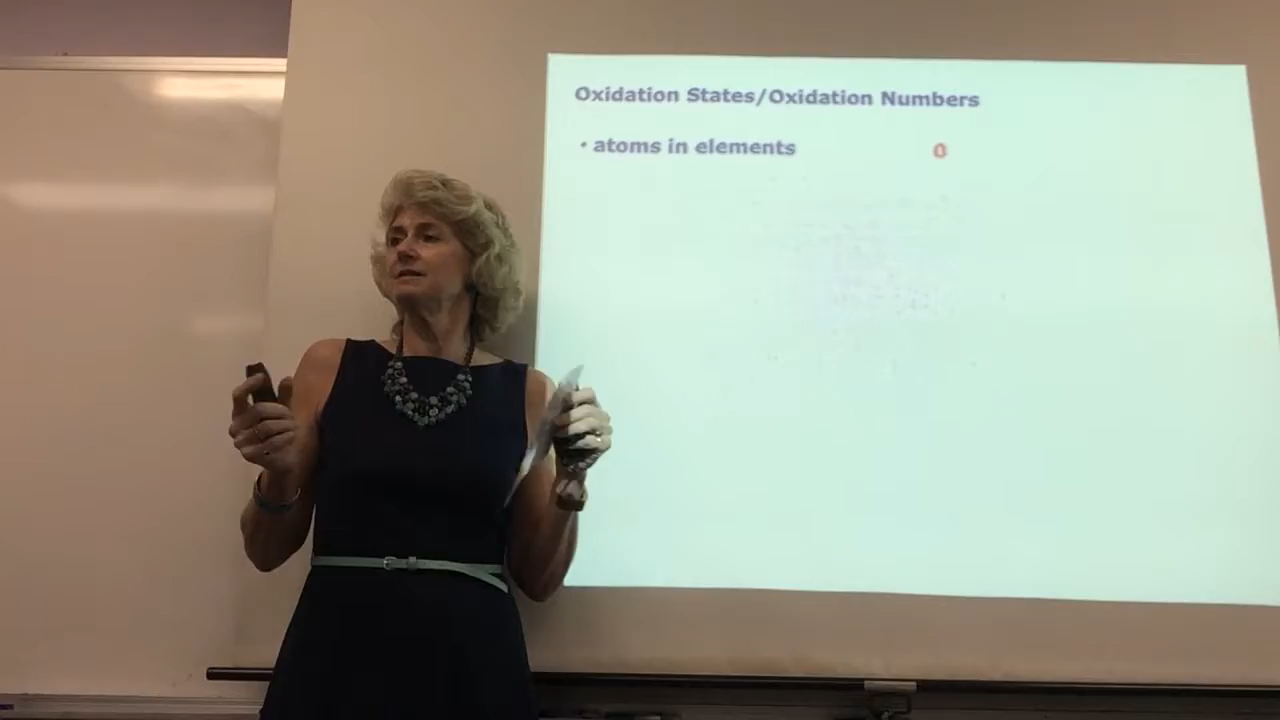 Oxidation States/Oxidation Numbers
• atoms in elements 0